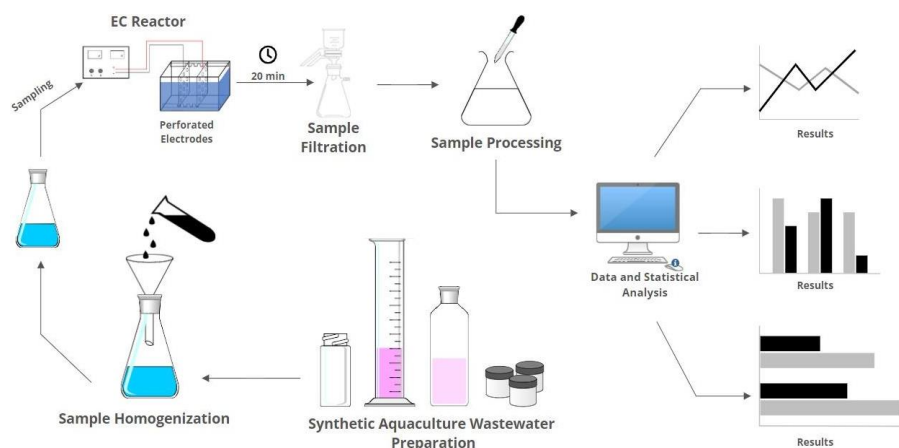 EC Reactor
Sampling
20 min
Perforated
Electrodes
Sample
Filtration
Sample Processing
Results
Data and Statistical
Analysis
Results
Sample Homogenization
Synthetic Aquaculture Wastewater
Preparation
Results